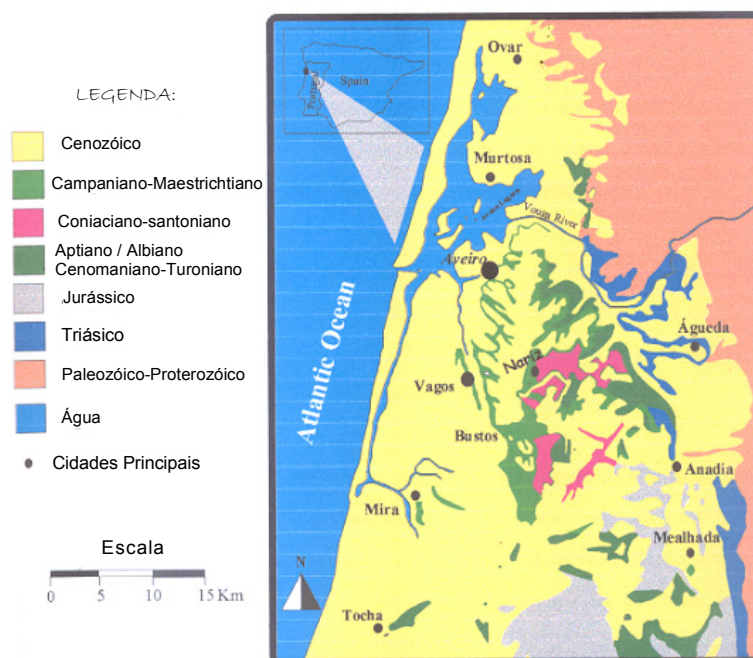 LEGENDA:
Cenozóico
Campaniano-Maestrichtiano
Coniaciano-santoniano
Aptiano / Albiano
Cenomaniano-Turoniano
Jurássico
Triásico
Paleozóico-Proterozóico
Água
Cidades Principais
Escala
0 5 10 15 Km
Portugal
Spain
Ovar
Murtosa
Vouga River
Aveiro
Atlantic Ocean
Águeda
Nariz
Vagos
Bustos
Anadia
Mira
Mealhada
N
Tocha